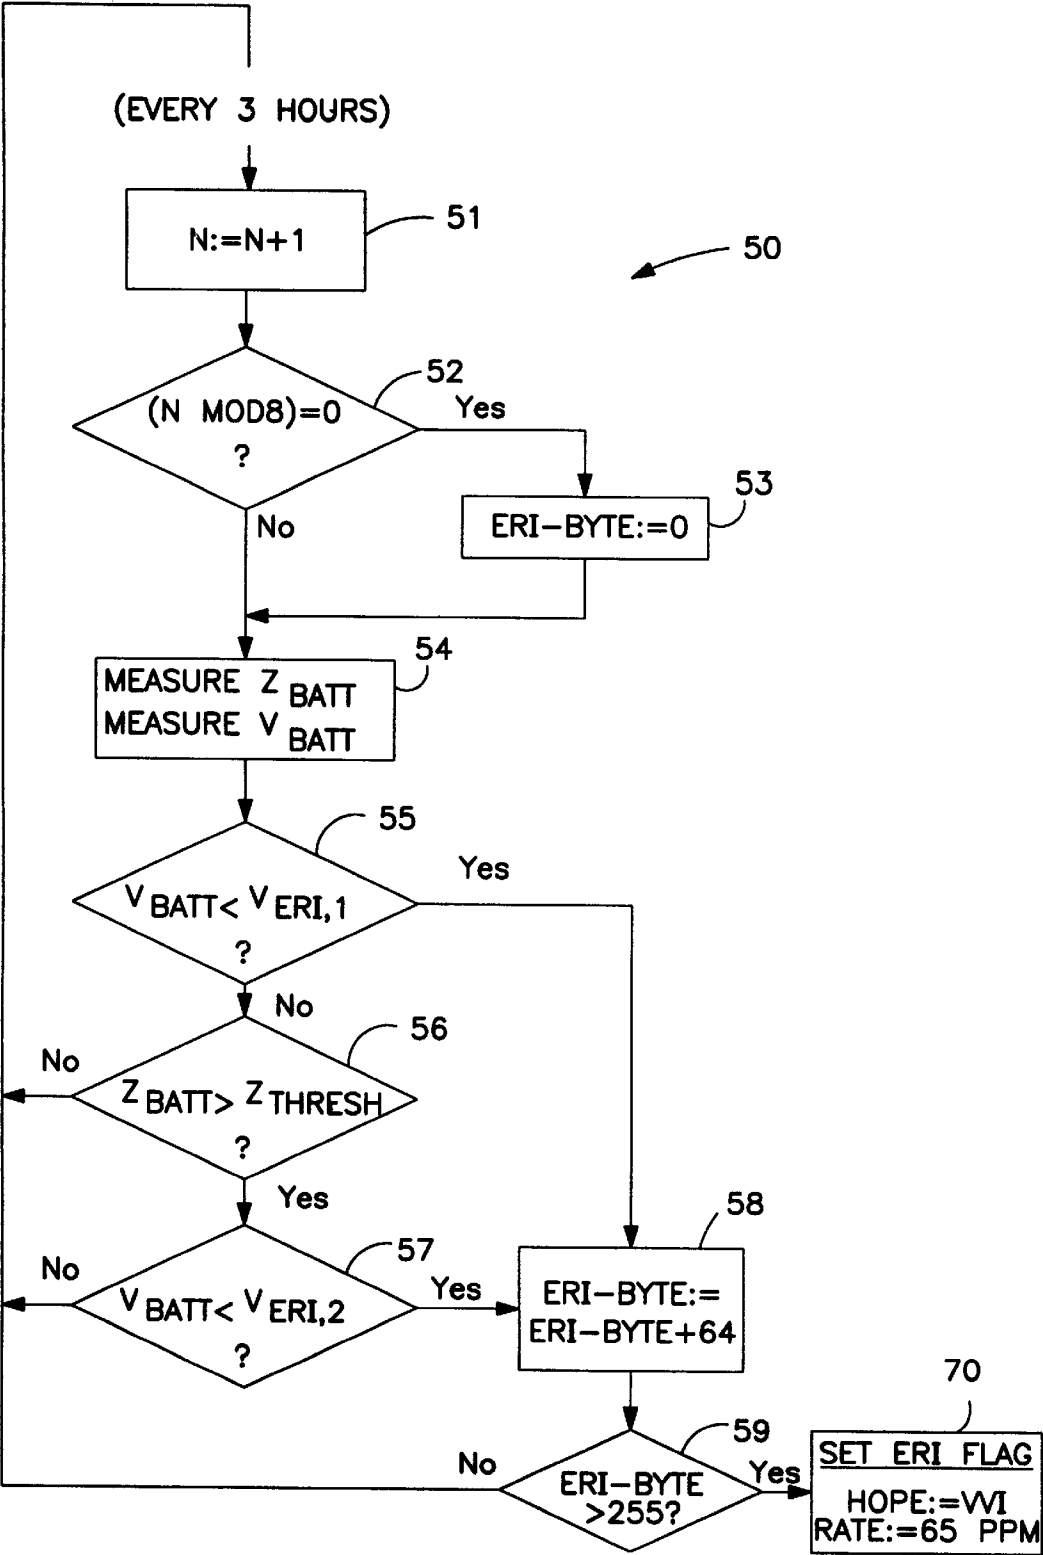 (EVERY 3 HOURS)
N:=N+1
51
50
(N MOD8)=0
?
52
Yes
No
ERI-BYTE:=0
53
MEASURE Z BATT
MEASURE V BATT
54
V BATT< V ERI,1
?
55
Yes
No
Z BATT> Z THRESH
?
56
No
Yes
V BATT< V ERI,2
?
57
No
Yes
ERI-BYTE:=
ERI-BYTE+64
58
ERI-BYTE
>255?
59
No
Yes
70
SET ERI FLAG
HOPE:=VVI
RATE:=65 PPM